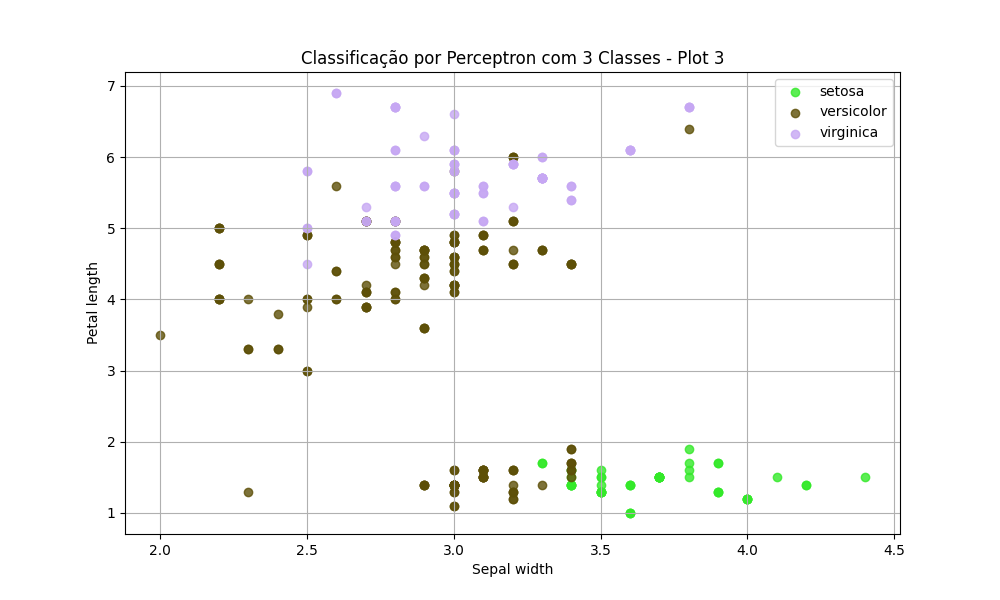 Classificação por Perceptron com 3 Classes - Plot 3
setosa
versicolor
virginica
Petal length
7
6
5
4
3
2
1
2.0 2.5 3.0 3.5 4.0 4.5
Sepal width